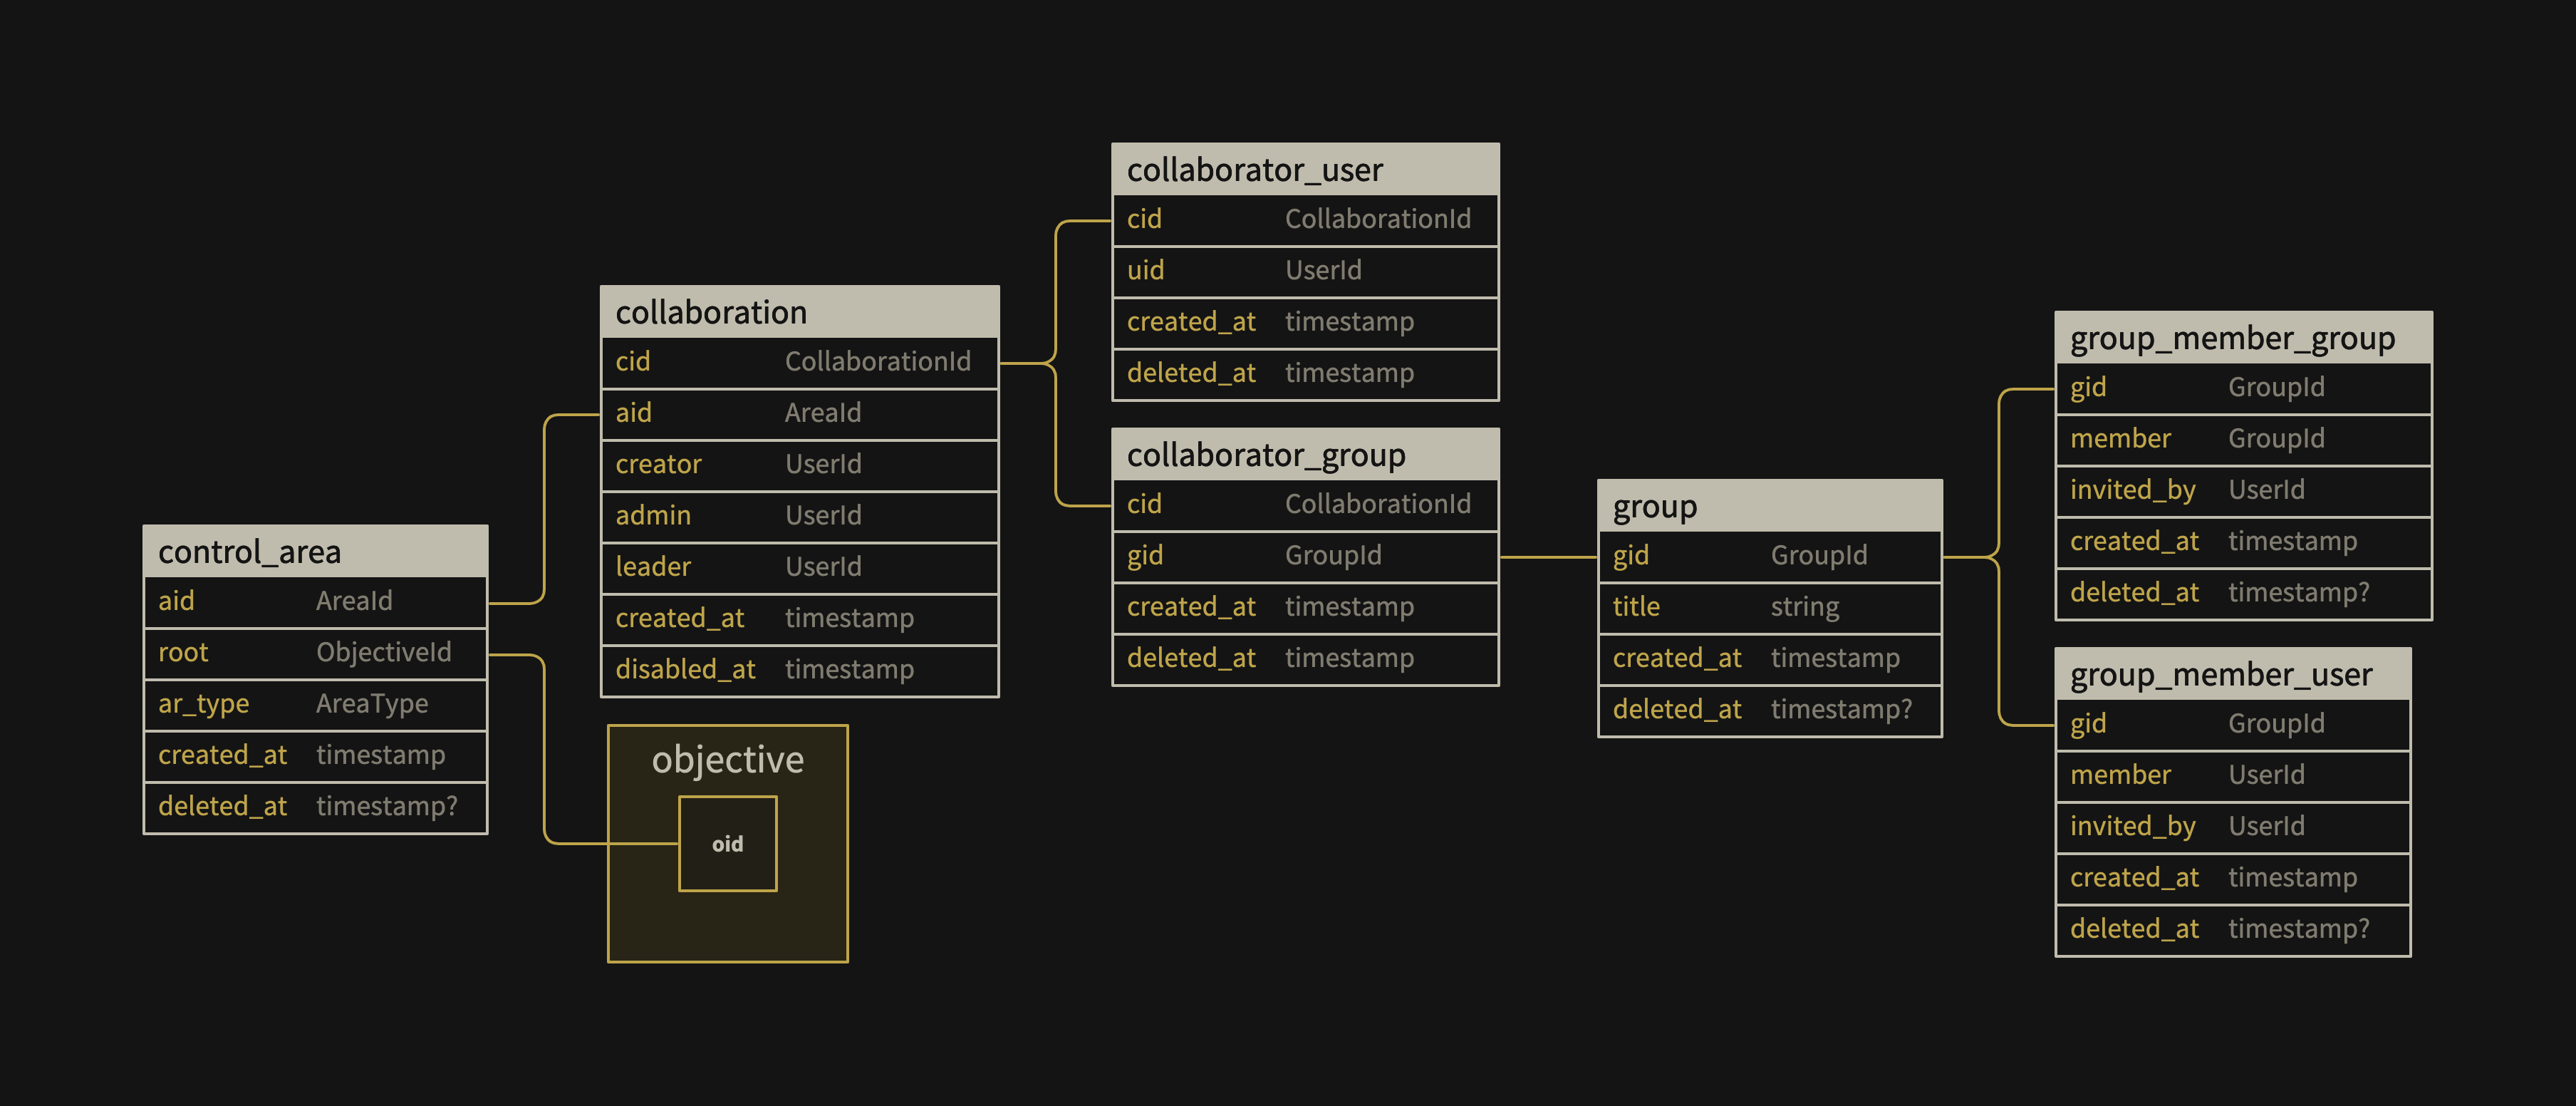 control_area
aid AreaId
root ObjectiveId
ar_type AreaType
created_at timestamp
deleted_at timestamp?
collaboration
cid CollaborationId
aid AreaId
creator UserId
admin UserId
leader UserId
created_at timestamp
disabled_at timestamp
objective
oid
collaborator_user
cid CollaborationId
uid UserId
created_at timestamp
deleted_at timestamp
collaborator_group
cid CollaborationId
gid GroupId
created_at timestamp
deleted_at timestamp
group
gid GroupId
title string
created_at timestamp
deleted_at timestamp?
group_member_group
gid GroupId
member GroupId
invited_by UserId
created_at timestamp
deleted_at timestamp?
group_member_user
gid GroupId
member UserId
invited_by UserId
created_at timestamp
deleted_at timestamp?